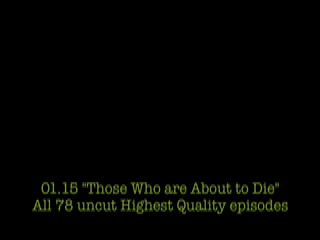 01.15 "Those Who are About to Die"
All 78 uncut Highest Quality episodes